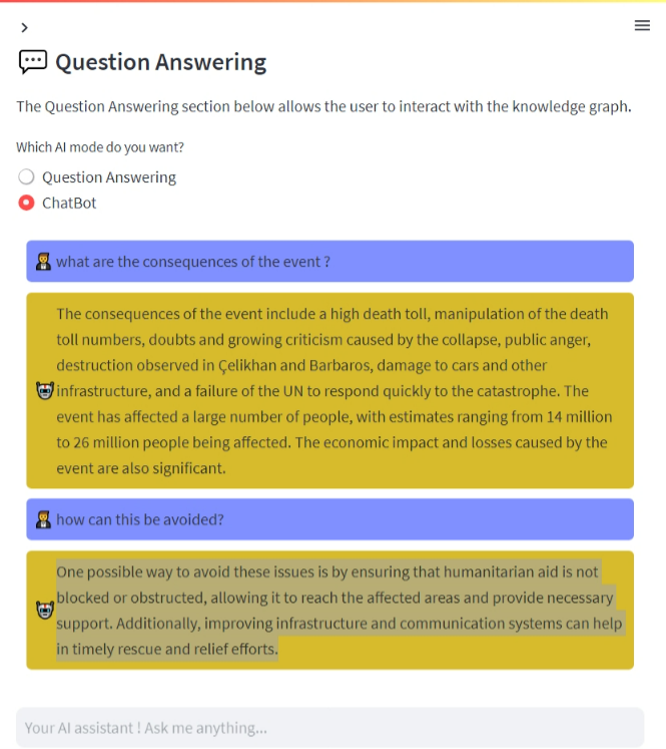 Question Answering
The Question Answering section below allows the user to interact with the knowledge graph.
Which AI mode do you want?
Question Answering
ChatBot
what are the consequences of the event ?
The consequences of the event include a high death toll, manipulation of the death
toll numbers, doubts and growing criticism caused by the collapse, public anger,
destruction observed in Çelikhan and Barbaros, damage to cars and other
infrastructure, and a failure of the UN to respond quickly to the catastrophe. The
event has affected a large number of people, with estimates ranging from 14 million
to 26 million people being affected. The economic impact and losses caused by the
event are also significant.
how can this be avoided?
One possible way to avoid these issues is by ensuring that humanitarian aid is not
blocked or obstructed, allowing it to reach the affected areas and provide necessary
support. Additionally, improving infrastructure and communication systems can help
in timely rescue and relief efforts.
Your AI assistant ! Ask me anything...